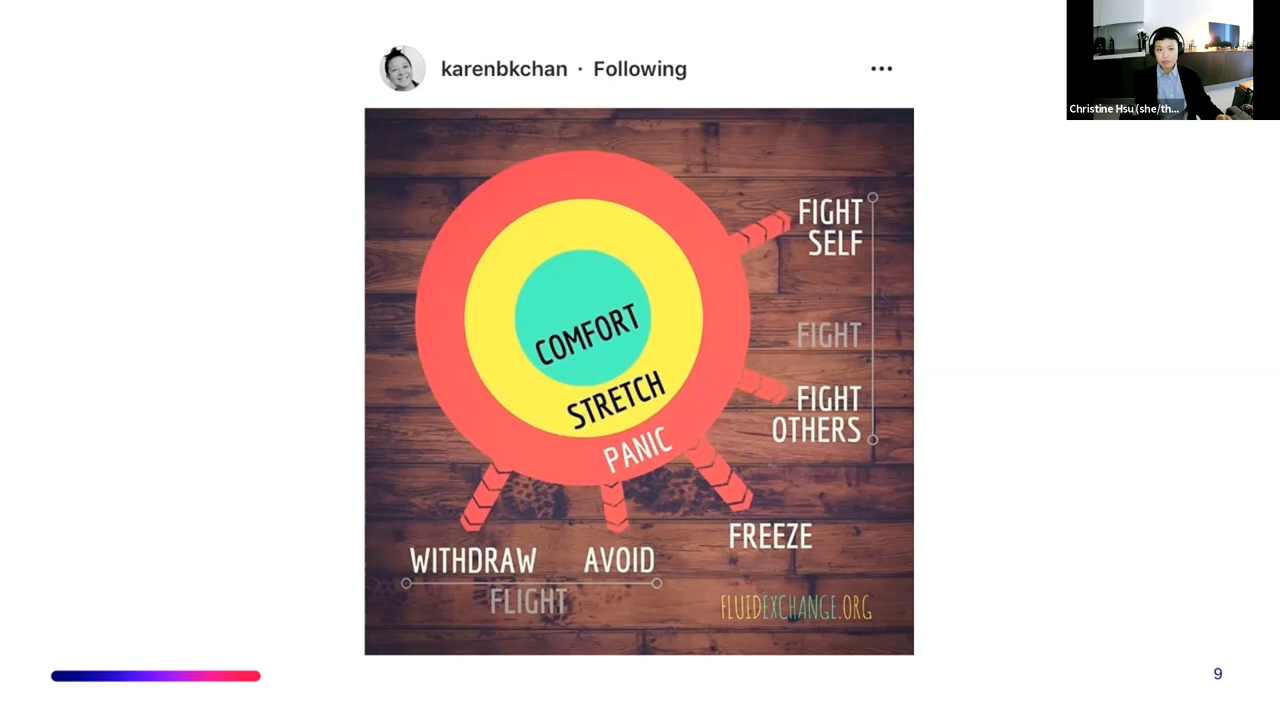 karenbkchan · Following
Christine Hsu (she/th...
FIGHT
SELF
FIGHT
FIGHT
OTHERS
COMFORT
STRETCH
PANIC
FREEZE
WITHDRAW
AVOID
FLIGHT
FLUIDEXCHANGE.ORG
9